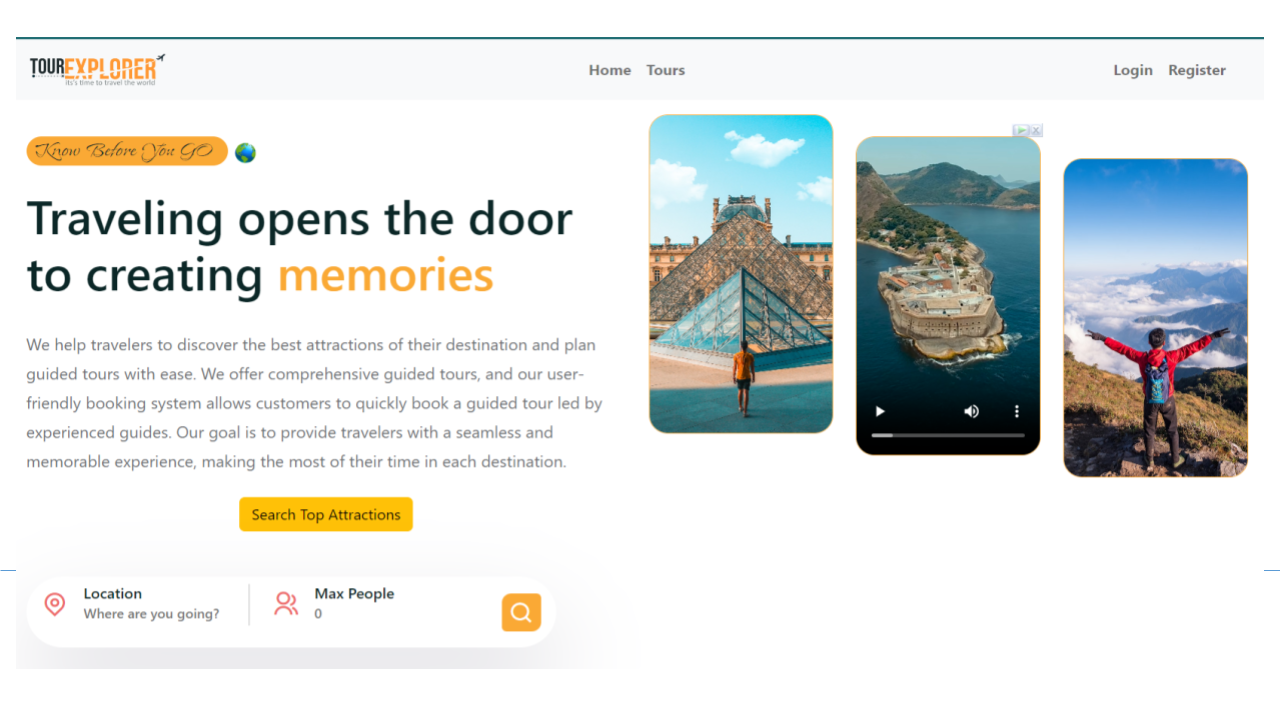 TOUREXPLORER
its's time to travel the world
Home Tours
Login Register
Know Before You GO
Traveling opens the door
to creating memories
We help travelers to discover the best attractions of their destination and plan
guided tours with ease. We offer comprehensive guided tours, and our user-
friendly booking system allows customers to quickly book a guided tour led by
experienced guides. Our goal is to provide travelers with a seamless and
memorable experience, making the most of their time in each destination.
Search Top Attractions
Location
Where are you going?
Max People
0